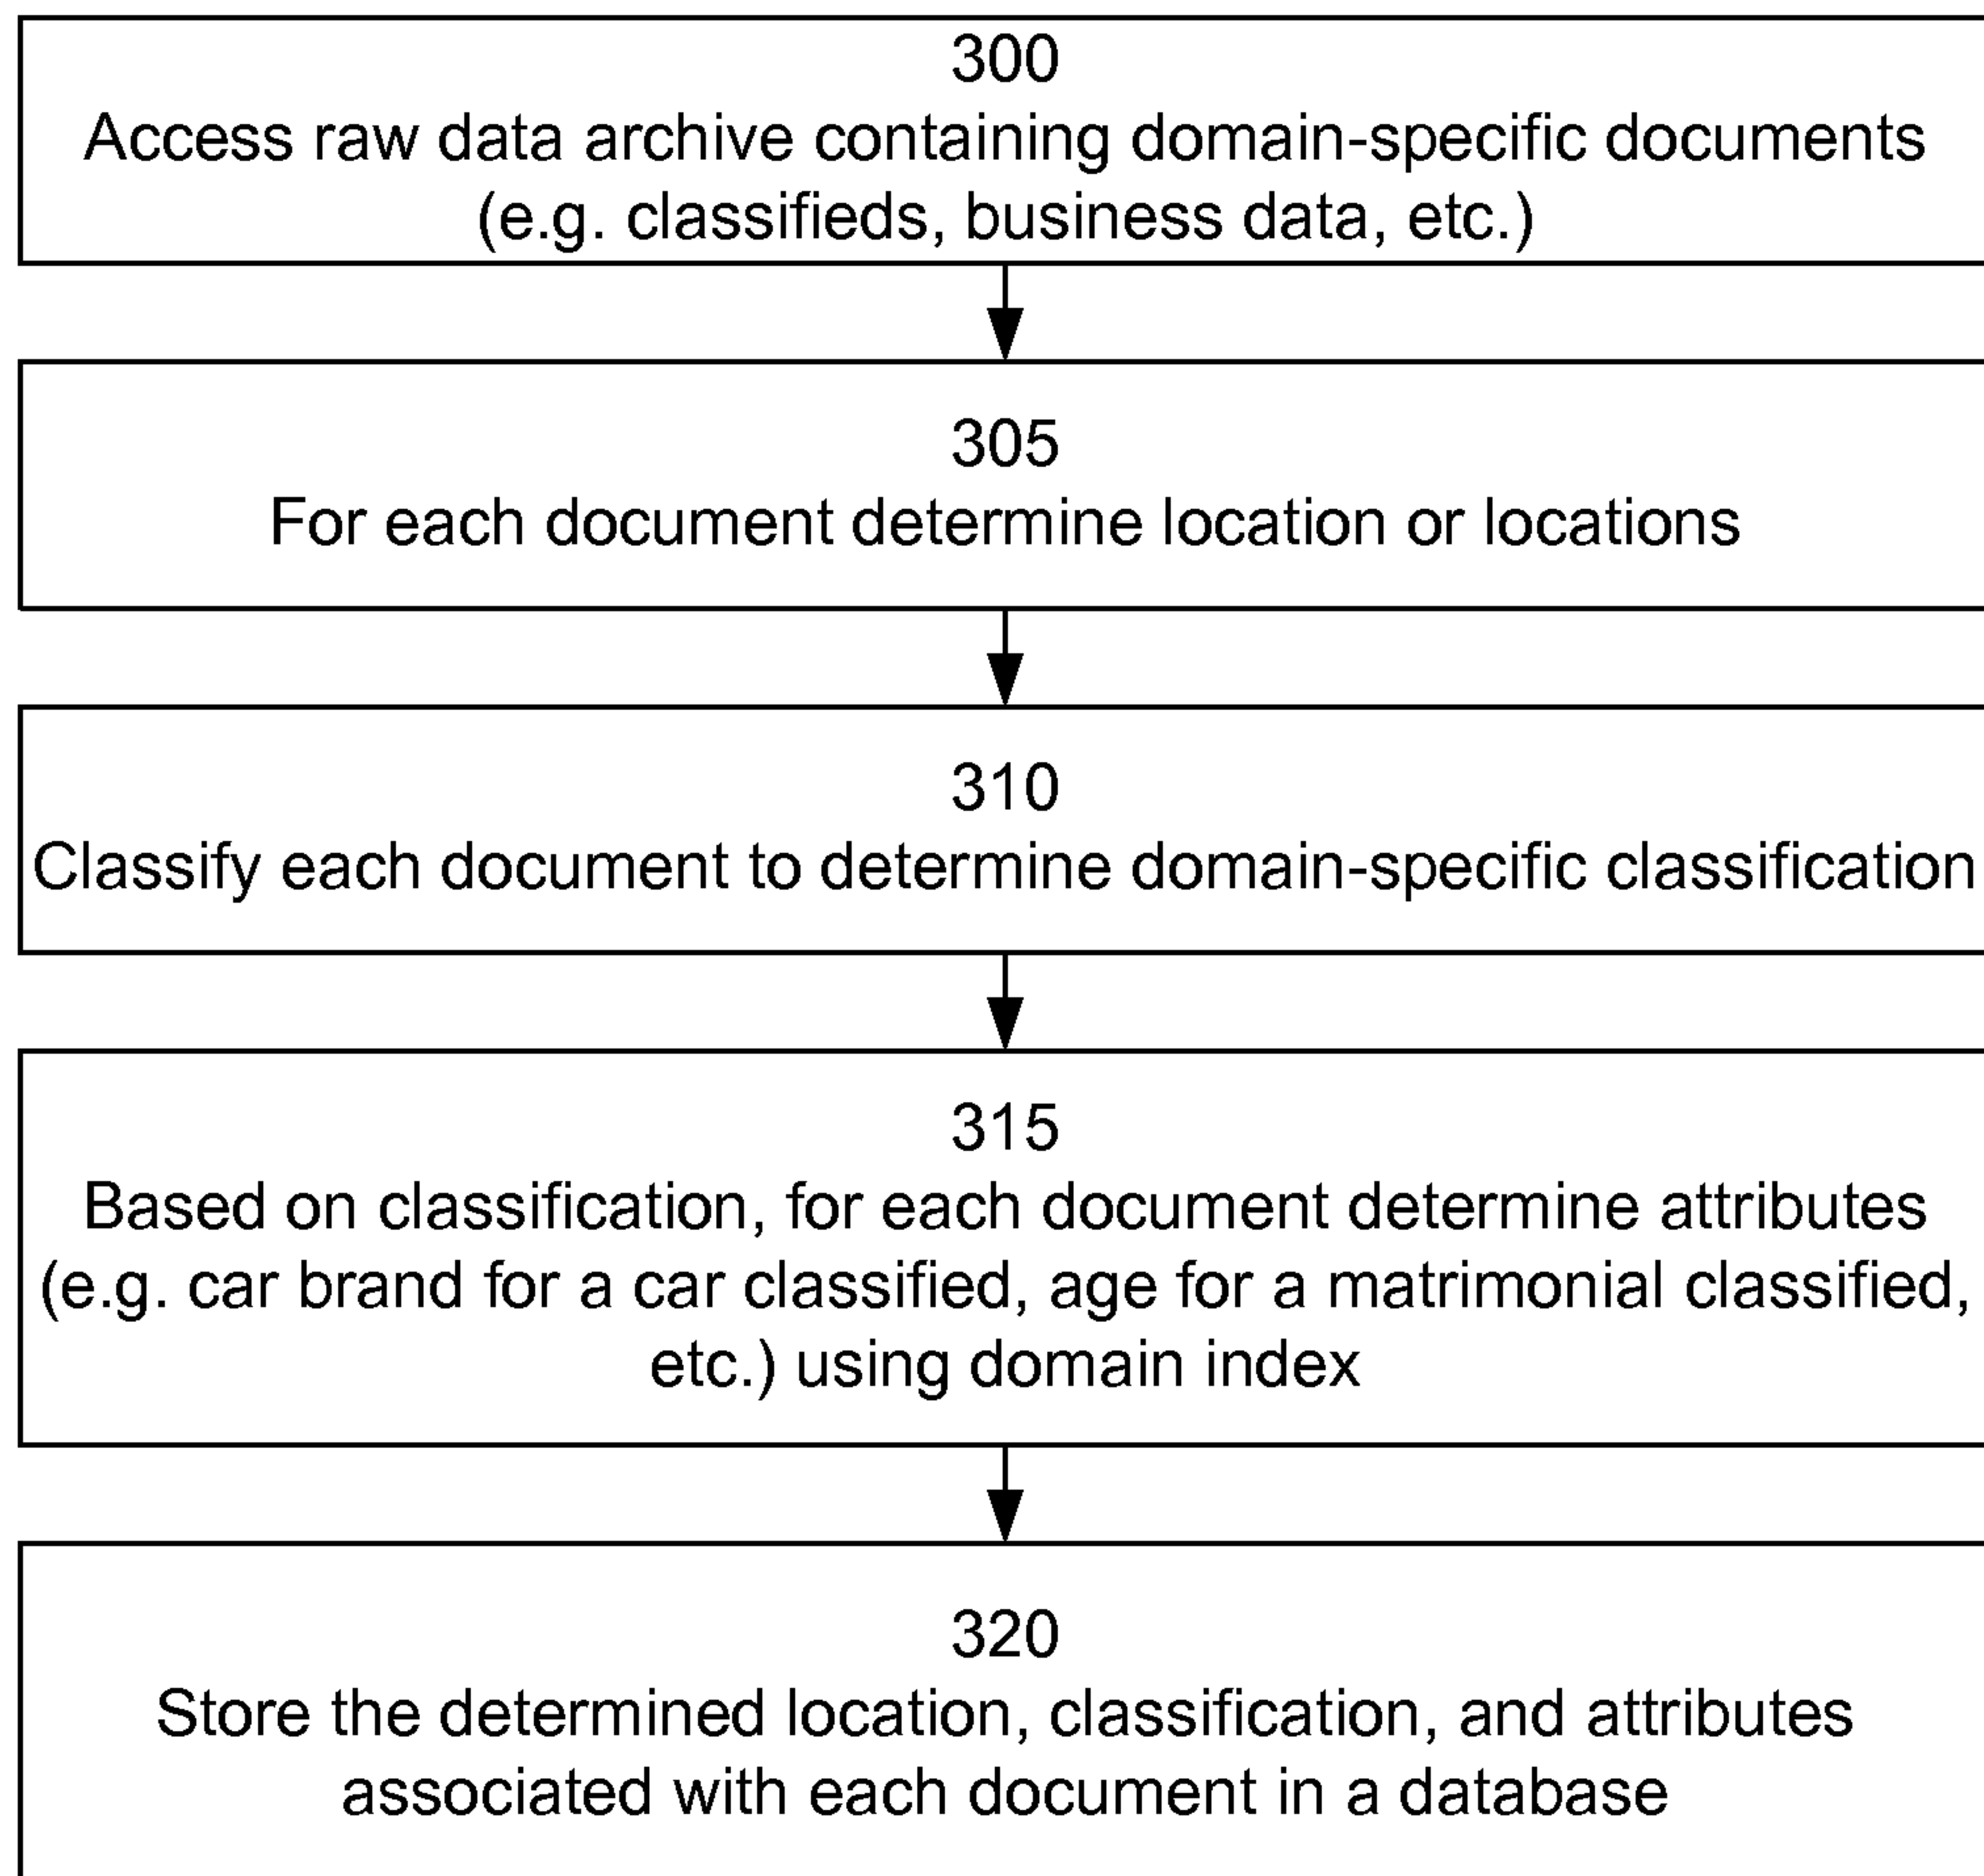 300
Access raw data archive containing domain-specific documents
(e.g. classifieds, business data, etc.)
305
For each document determine location or locations
310
Classify each document to determine domain-specific classification
315
Based on classification, for each document determine attributes
(e.g. car brand for a car classified, age for a matrimonial classified,
etc.) using domain index
320
Store the determined location, classification, and attributes
associated with each document in a database